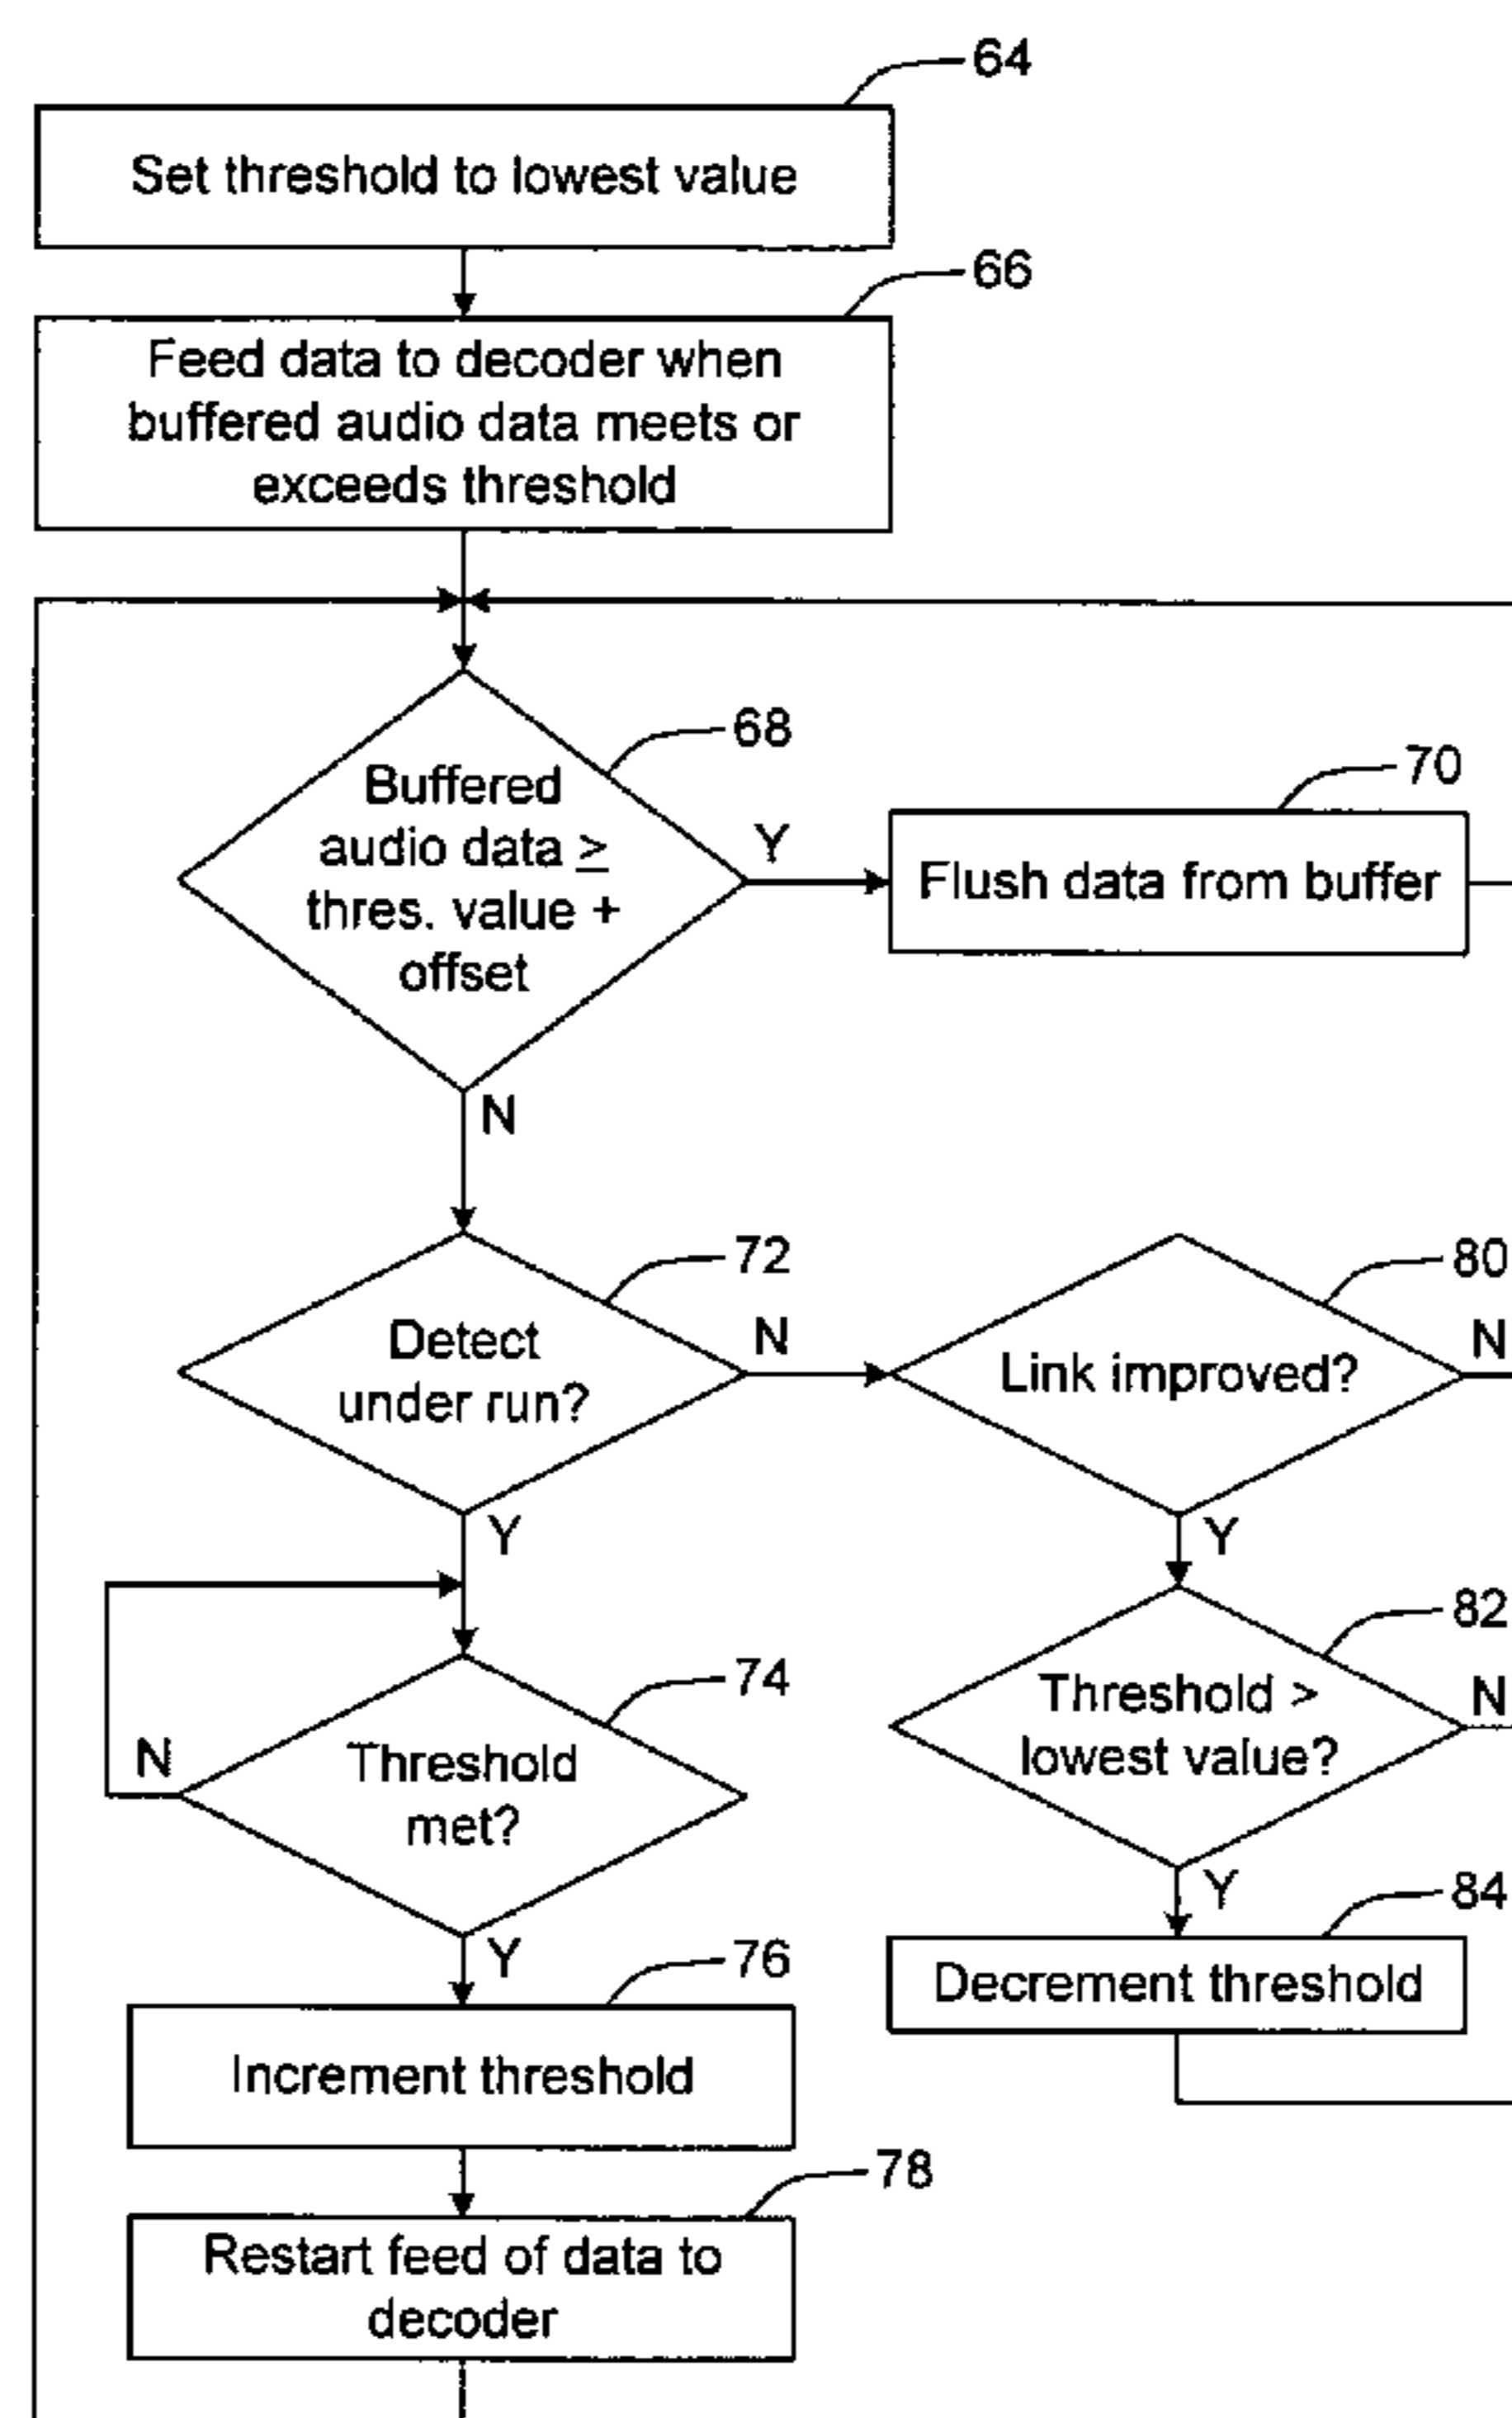 64
Set threshold to lowest value
66
Feed data to decoder when
buffered audio data meets or
exceeds threshold
68
Buffered
audio data ≥
thres. value +
offset
Y
70
Flush data from buffer
N
72
Detect
under run?
N
80
Link improved?
N
Y
Y
82
Threshold >
lowest value?
N
74
Threshold
met?
N
Y
84
Decrement threshold
Y
76
Increment threshold
78
Restart feed of data to
decoder